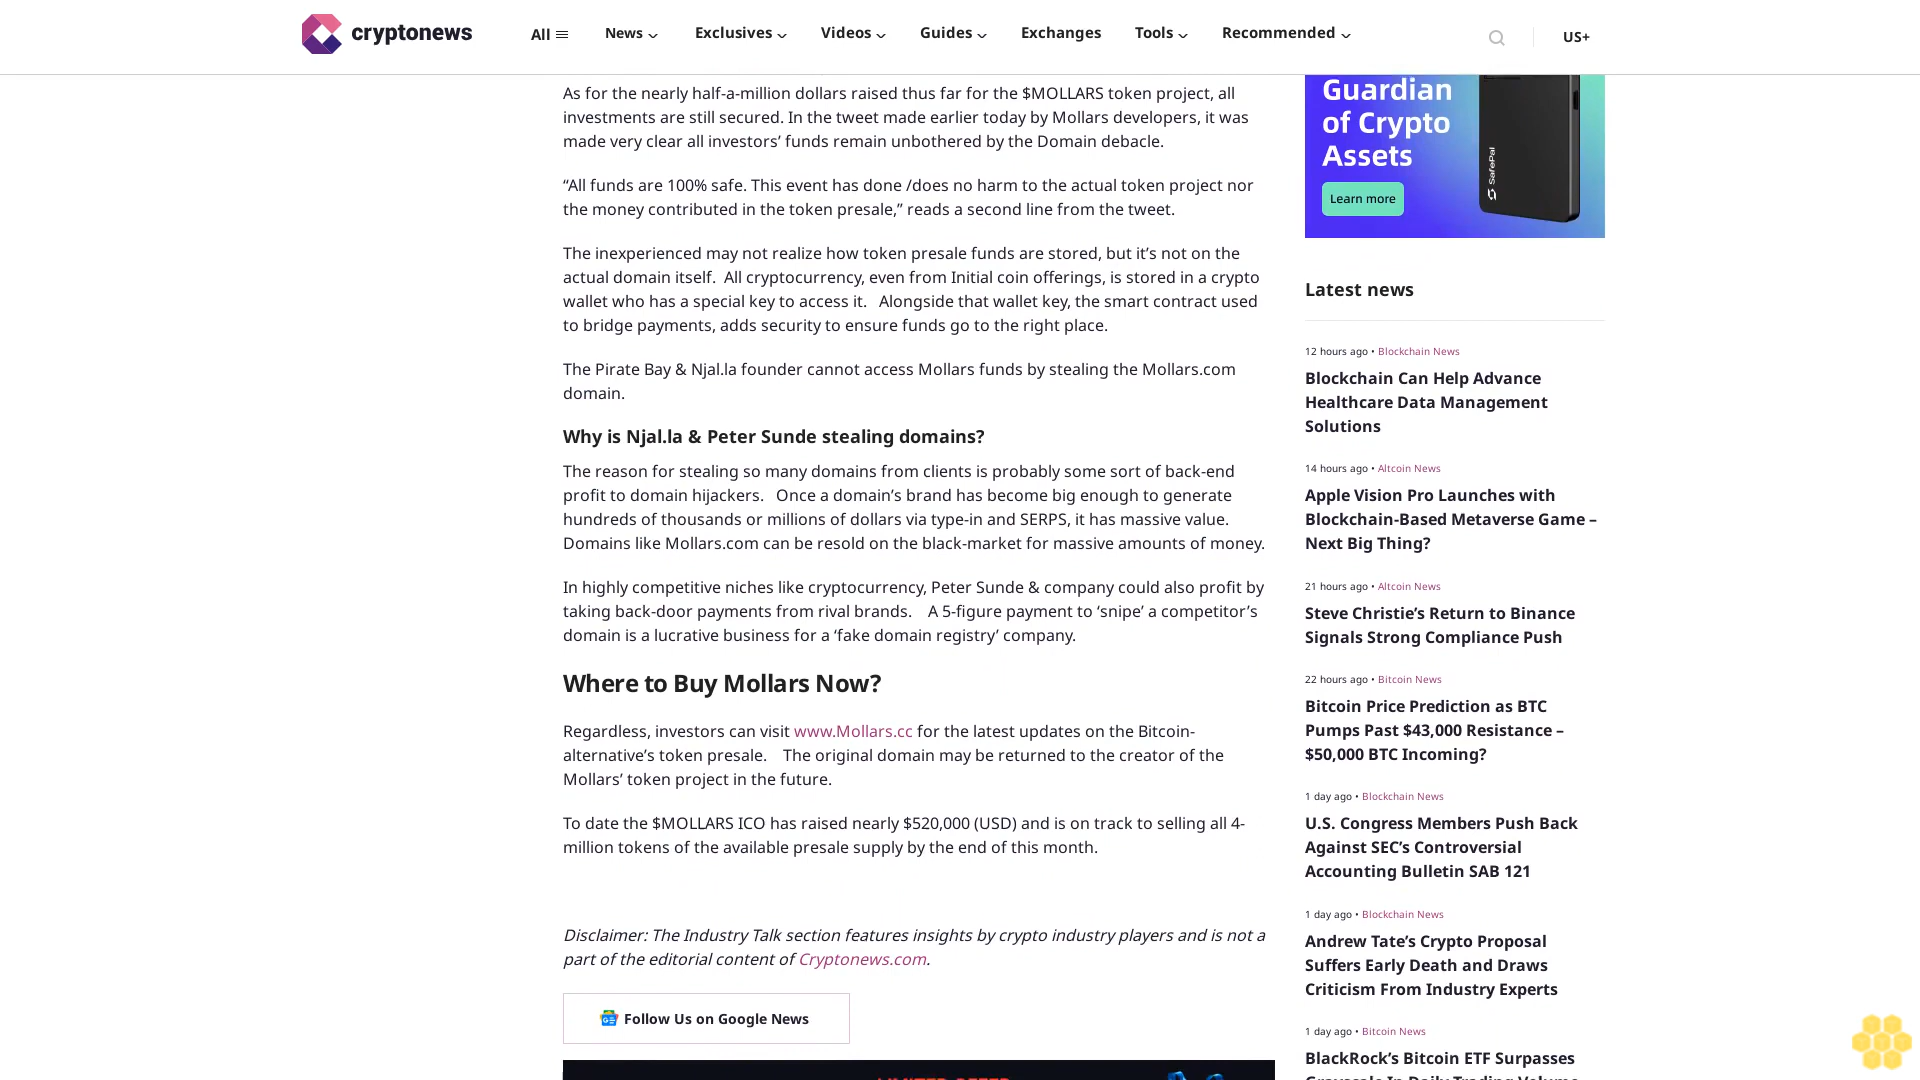 cryptonews
All
News
Exclusives
Videos
Guides
Exchanges
Tools
Recommended
US+
As for the nearly half-a-million dollars raised thus far for the $MOLLARS token project, all
investments are still secured. In the tweet made earlier today by Mollars developers, it was
made very clear all investors’ funds remain unbothered by the Domain debacle.
“All funds are 100% safe. This event has done /does no harm to the actual token project nor
the money contributed in the token presale,” reads a second line from the tweet.
The inexperienced may not realize how token presale funds are stored, but it’s not on the
actual domain itself.  All cryptocurrency, even from Initial coin offerings, is stored in a crypto
wallet who has a special key to access it.   Alongside that wallet key, the smart contract used
to bridge payments, adds security to ensure funds go to the right place.
The Pirate Bay & Njal.la founder cannot access Mollars funds by stealing the Mollars.com
domain.
Why is Njal.la & Peter Sunde stealing domains?
The reason for stealing so many domains from clients is probably some sort of back-end
profit to domain hijackers.   Once a domain’s brand has become big enough to generate
hundreds of thousands or millions of dollars via type-in and SERPS, it has massive value.
Domains like Mollars.com can be resold on the black-market for massive amounts of money.
In highly competitive niches like cryptocurrency, Peter Sunde & company could also profit by
taking back-door payments from rival brands.    A 5-figure payment to ‘snipe’ a competitor’s
domain is a lucrative business for a ‘fake domain registry’ company.
Where to Buy Mollars Now?
Regardless, investors can visit www.Mollars.cc for the latest updates on the Bitcoin-
alternative’s token presale.    The original domain may be returned to the creator of the
Mollars’ token project in the future.
To date the $MOLLARS ICO has raised nearly $520,000 (USD) and is on track to selling all 4-
million tokens of the available presale supply by the end of this month.
Disclaimer: The Industry Talk section features insights by crypto industry players and is not a
part of the editorial content of Cryptonews.com.
Follow Us on Google News
Guardian
of Crypto
Assets
Learn more
SafePal
Latest news
12 hours ago • Blockchain News
Blockchain Can Help Advance
Healthcare Data Management
Solutions
14 hours ago • Altcoin News
Apple Vision Pro Launches with
Blockchain-Based Metaverse Game –
Next Big Thing?
21 hours ago • Altcoin News
Steve Christie’s Return to Binance
Signals Strong Compliance Push
22 hours ago • Bitcoin News
Bitcoin Price Prediction as BTC
Pumps Past $43,000 Resistance –
$50,000 BTC Incoming?
1 day ago • Blockchain News
U.S. Congress Members Push Back
Against SEC’s Controversial
Accounting Bulletin SAB 121
1 day ago • Blockchain News
Andrew Tate’s Crypto Proposal
Suffers Early Death and Draws
Criticism From Industry Experts
1 day ago • Bitcoin News
BlackRock’s Bitcoin ETF Surpasses